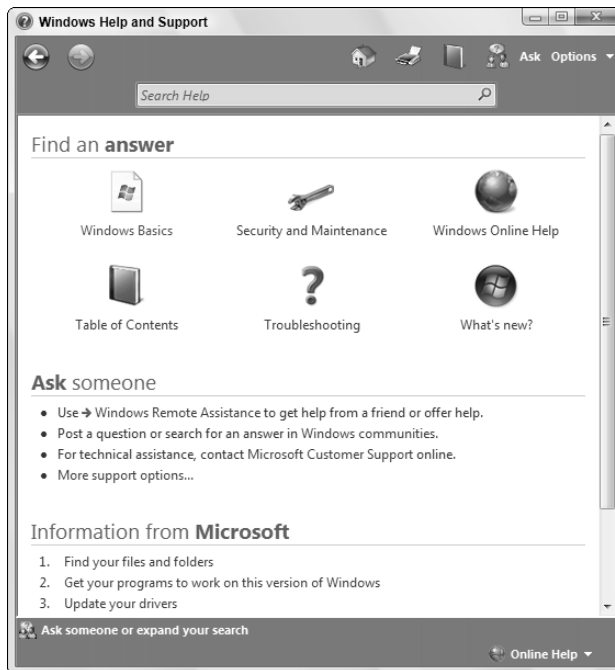 Windows Help and Support
Ask Options
Search Help
Find an answer
Windows Basics
Security and Maintenance
Windows Online Help
Table of Contents
Troubleshooting
What's new?
Ask someone
• Use → Windows Remote Assistance to get help from a friend or offer help.
• Post a question or search for an answer in Windows communities.
• For technical assistance, contact Microsoft Customer Support online.
• More support options...
Information from Microsoft
1. Find your files and folders
2. Get your programs to work on this version of Windows
3. Update your drivers
Ask someone or expand your search
Online Help